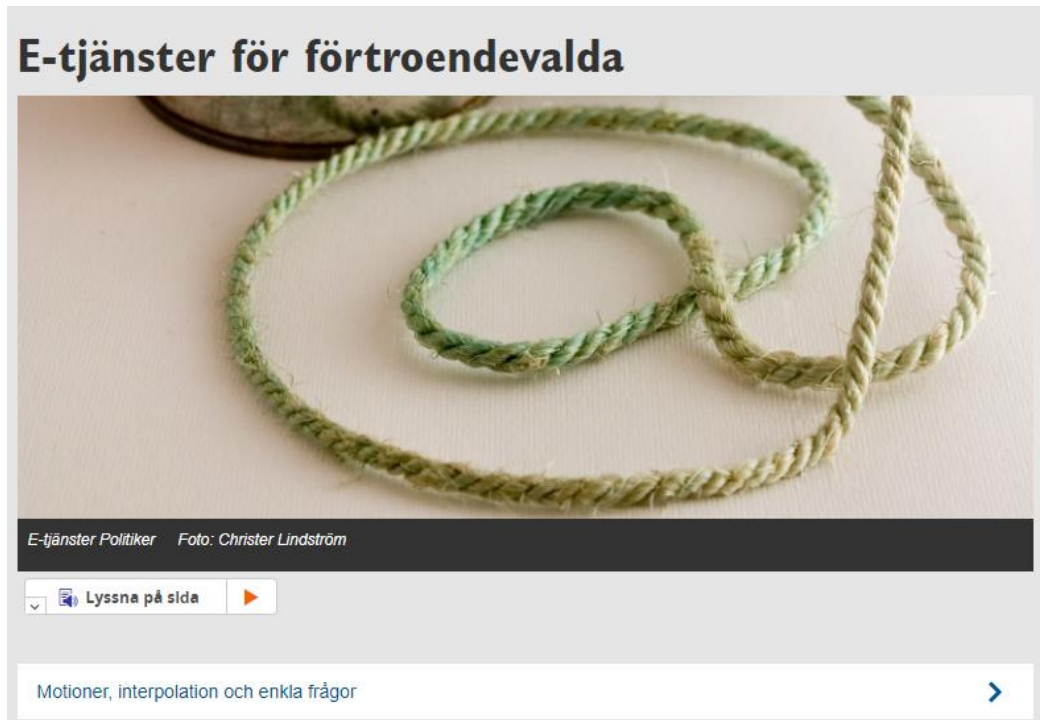 E-tjänster för förtroendevalda
E-tjänster Politiker Foto: Christer Lindström
Lyssna på sida
Motioner, interpolation och enkla frågor